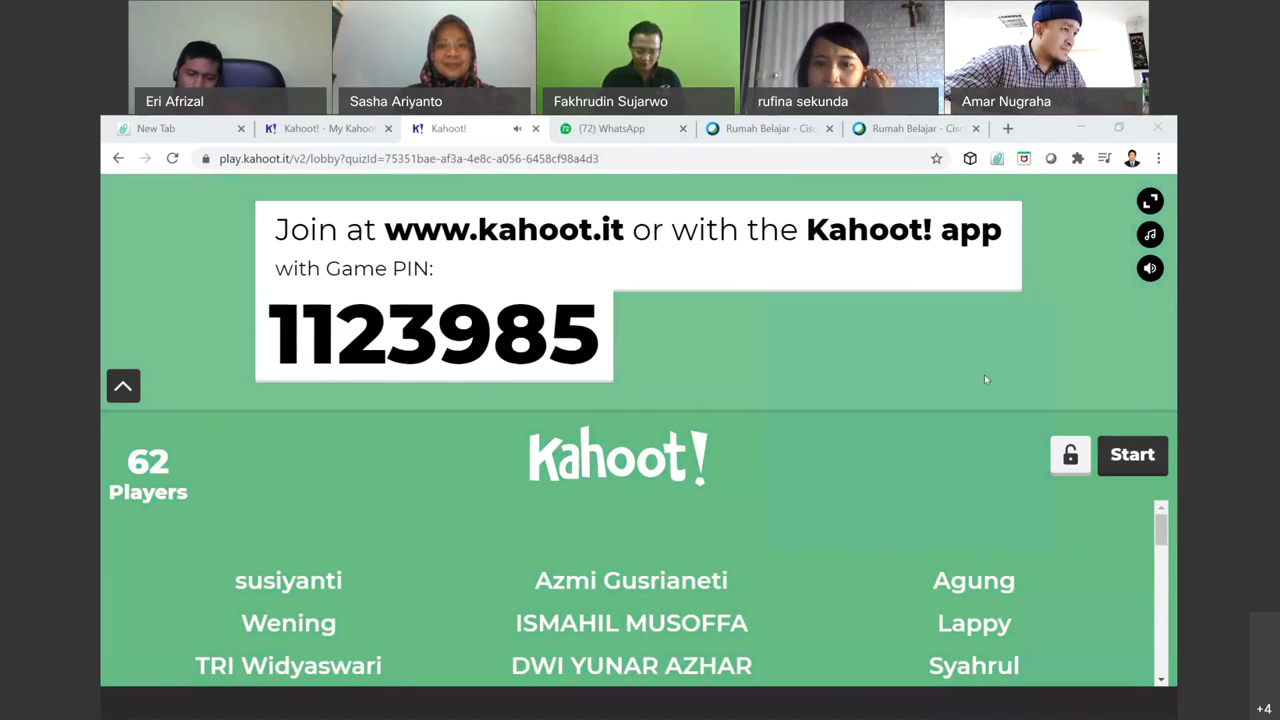 Eri Afrizal
Sasha Ariyanto
Fakhrudin Sujarwo
rufina sekunda
Amar Nugraha
New Tab
K! Kahoot! - My Kahoo
K! Kahoot!
72 (72) WhatsApp
Rumah Belajar - Cisc
Rumah Belajar - Cisc
play.kahoot.it/v2/lobby?quizId=75351bae-af3a-4e8c-a056-6458cf98a4d3
Join at www.kahoot.it or with the Kahoot! app
with Game PIN:
1123985
62
Players
Kahoot!
Start
susiyanti
Azmi Gusrianeti
Agung
Wening
ISMAHIL MUSOFFA
Lappy
TRI Widyaswari
DWI YUNAR AZHAR
Syahrul
+4